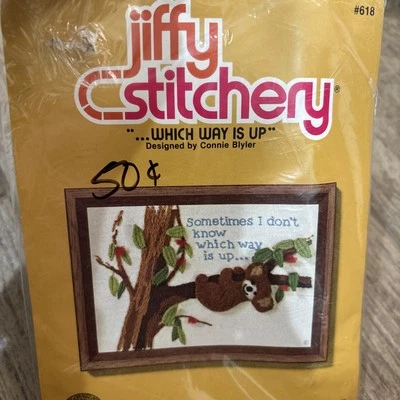 #618
jiffy
stitchery®
"...WHICH WAY IS UP"
Designed by Connie Blyler
50¢
Sometimes I don't
know
which way
is up...